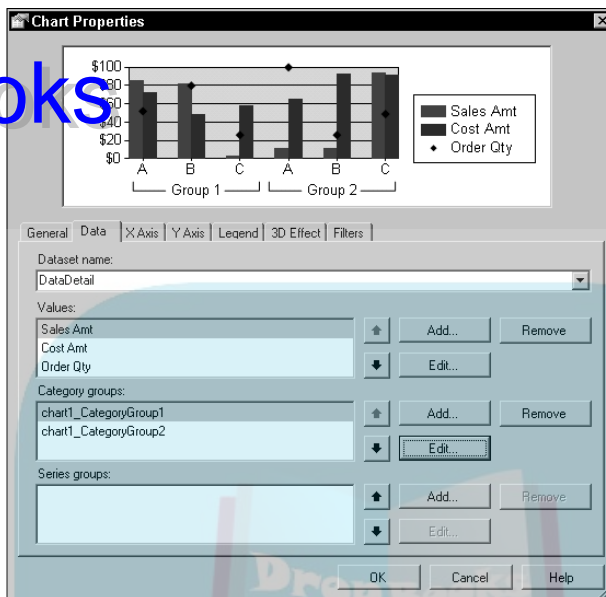 Chart Properties
$100
$80
$60
$40
$20
$0
A B C A B C
Group 1 Group 2
Sales Amt
Cost Amt
Order Qty
oks
General Data X Axis Y Axis Legend 3D Effect Filters
Dataset name:
DataDetail
Values:
Sales Amt
Cost Amt
Order Qty
Add... Remove
Edit...
Category groups:
chart1_CategoryGroup1
chart1_CategoryGroup2
Add... Remove
Edit...
Series groups:
Add... Remove
Edit...
OK Cancel Help